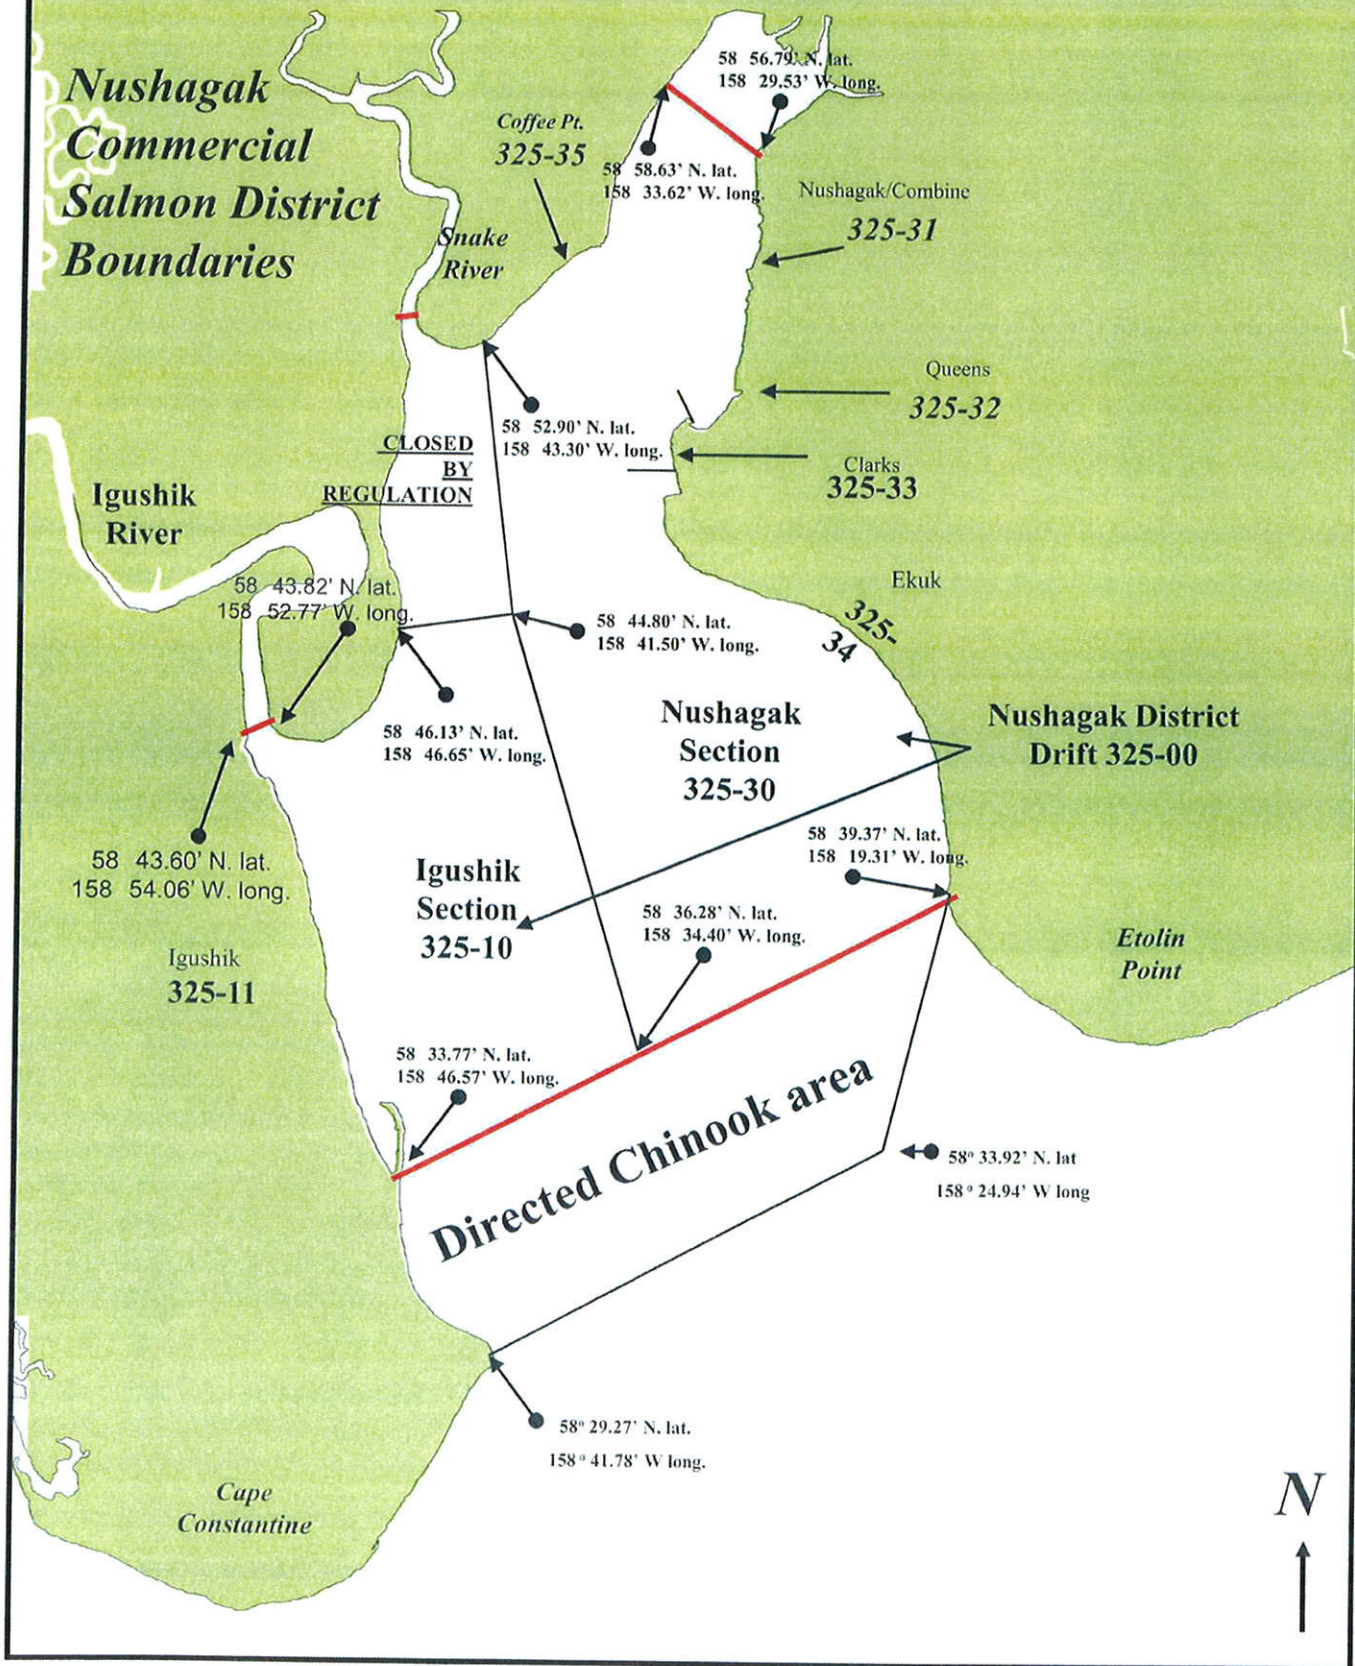 Nushagak
Commercial
Salmon District
Boundaries
58 56.79' N. lat.
158 29.53' W. long.
Coffee Pt.
325-35
58 58.63' N. lat.
158 33.62' W. long.
Nushagak/Combine
325-31
Snake
River
Queens
325-32
58 52.90' N. lat.
158 43.30' W. long.
CLOSED
BY
REGULATION
Clarks
325-33
Igushik
River
58 43.82' N. lat.
158 52.77' W. long.
Ekuk
325-
34
58 44.80' N. lat.
158 41.50' W. long.
58 46.13' N. lat.
158 46.65' W. long.
Nushagak
Section
325-30
Nushagak District
Drift 325-00
58 43.60' N. lat.
158 54.06' W. long.
58 39.37' N. lat.
158 19.31' W. long.
Igushik
Section
325-10
58 36.28' N. lat.
158 34.40' W. long.
Igushik
325-11
Etolin
Point
58 33.77' N. lat.
158 46.57' W. long.
Directed Chinook area
58º 33.92' N. lat
158º 24.94' W long
58º 29.27' N. lat.
158º 41.78' W long.
Cape
Constantine
N